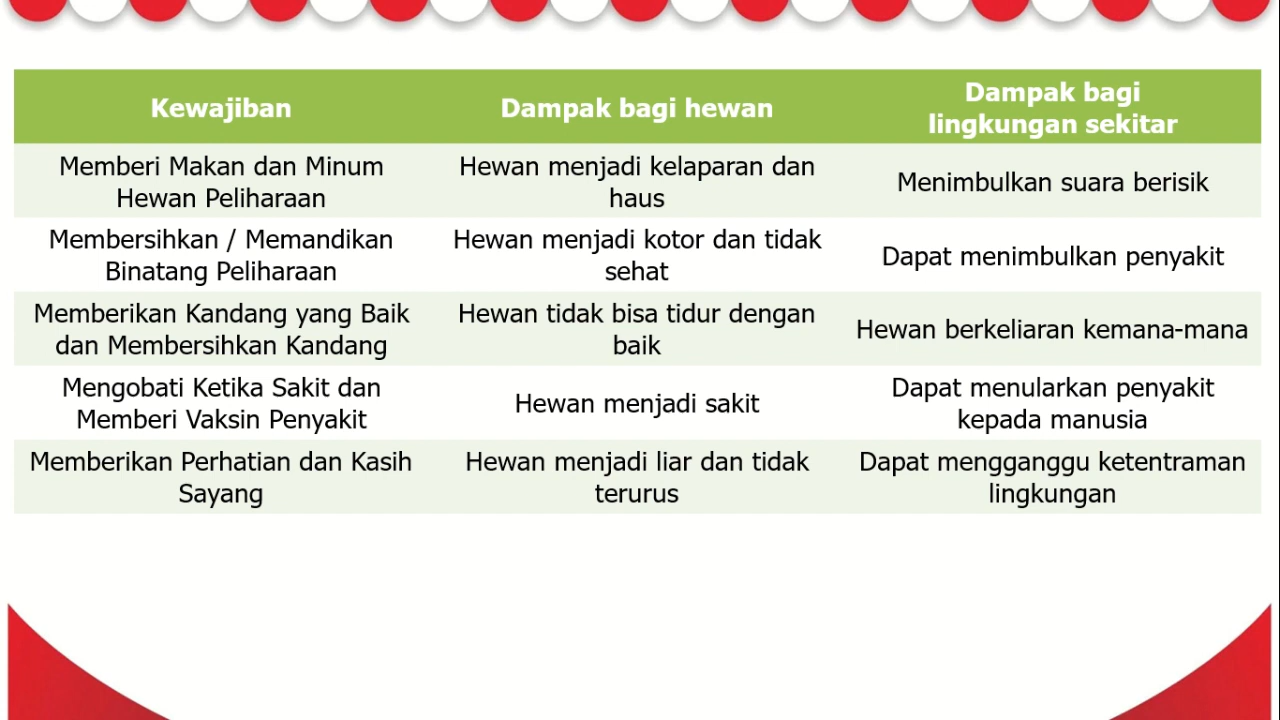 Kewajiban
Dampak bagi hewan
Dampak bagi
lingkungan sekitar
Memberi Makan dan Minum
Hewan Peliharaan
Hewan menjadi kelaparan dan
haus
Menimbulkan suara berisik
Membersihkan / Memandikan
Binatang Peliharaan
Hewan menjadi kotor dan tidak
sehat
Dapat menimbulkan penyakit
Memberikan Kandang yang Baik
dan Membersihkan Kandang
Hewan tidak bisa tidur dengan
baik
Hewan berkeliaran kemana-mana
Mengobati Ketika Sakit dan
Memberi Vaksin Penyakit
Hewan menjadi sakit
Dapat menularkan penyakit
kepada manusia
Memberikan Perhatian dan Kasih
Sayang
Hewan menjadi liar dan tidak
terurus
Dapat mengganggu ketentraman
lingkungan